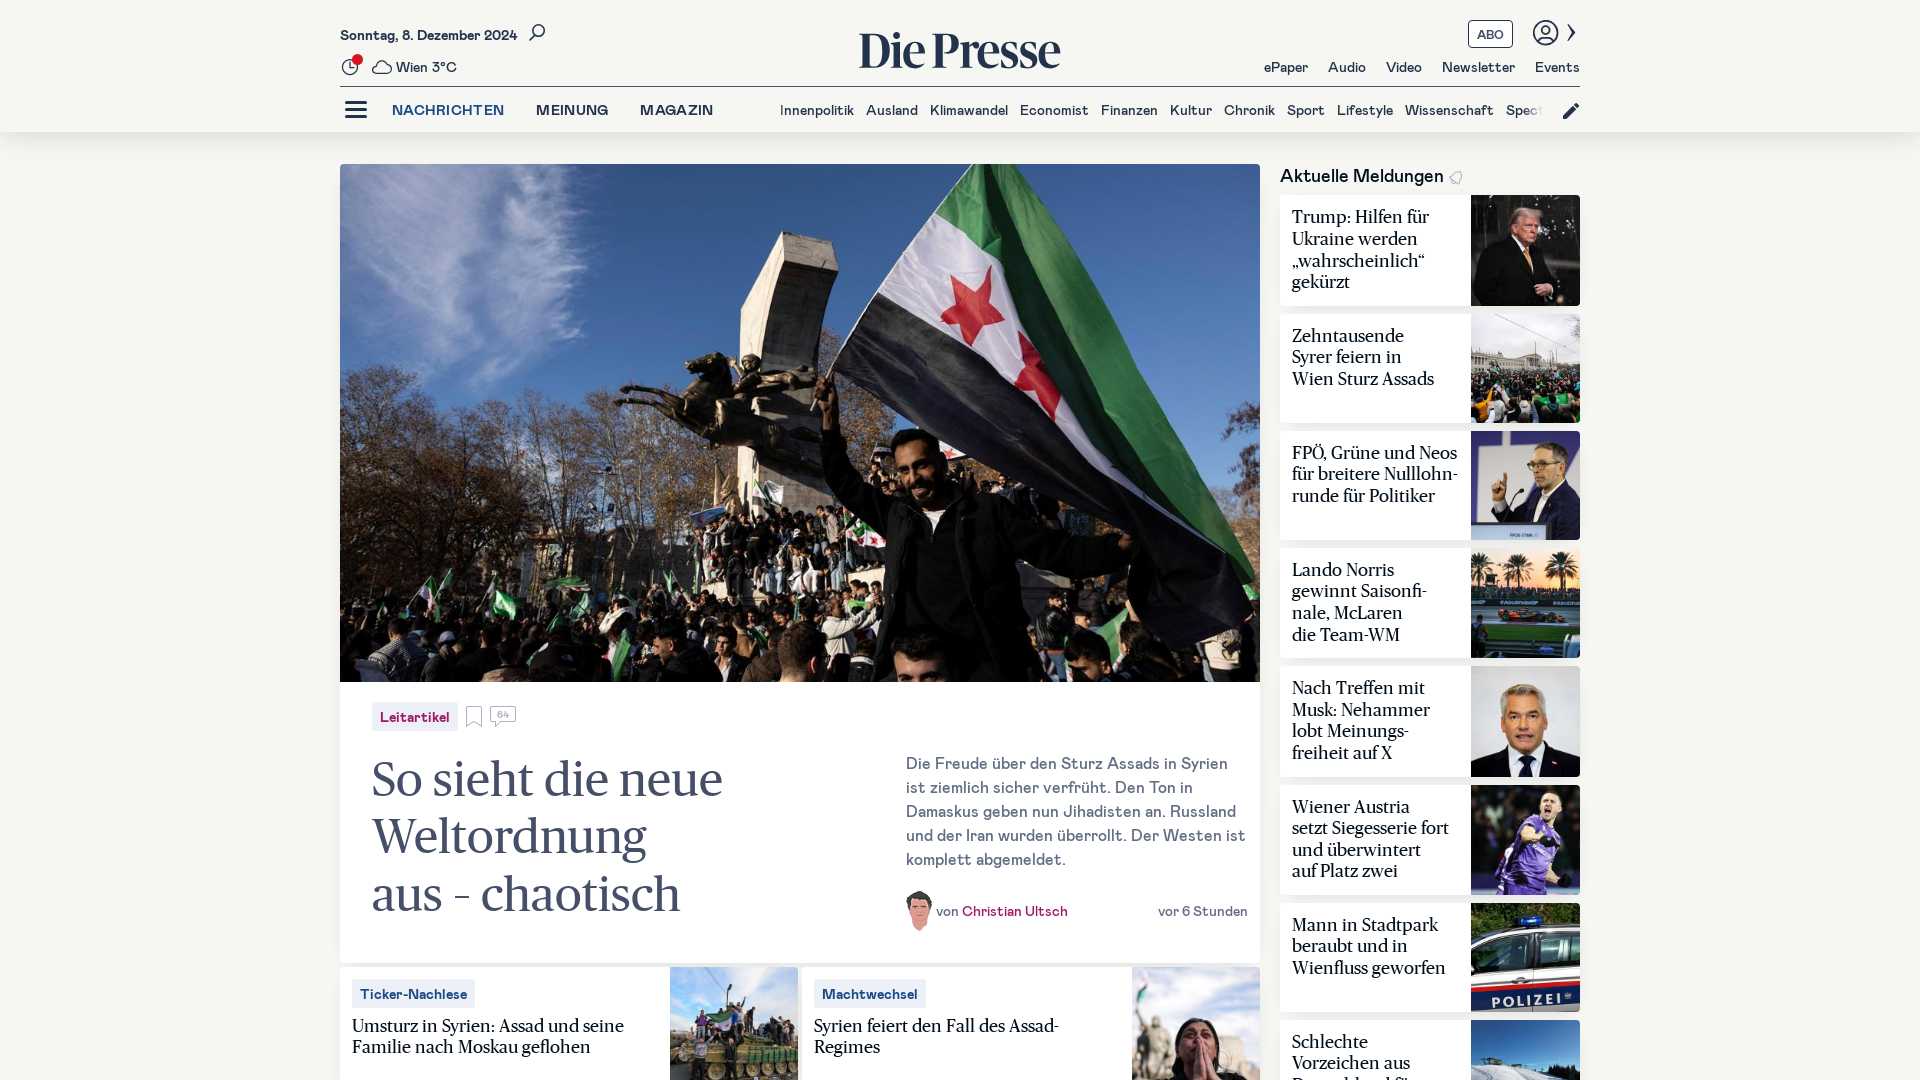 Sonntag, 8. Dezember 2024
Wien 3°C
Die Presse
ABO
ePaper Audio Video Newsletter Events
NACHRICHTEN MEINUNG MAGAZIN
Innenpolitik Ausland Klimawandel Economist Finanzen Kultur Chronik Sport Lifestyle Wissenschaft Spect
Leitartikel
64
So sieht die neue
Weltordnung
aus – chaotisch
Die Freude über den Sturz Assads in Syrien
ist ziemlich sicher verfrüht. Den Ton in
Damaskus geben nun Jihadisten an. Russland
und der Iran wurden überrollt. Der Westen ist
komplett abgemeldet.
von Christian Ultsch
vor 6 Stunden
Ticker-Nachlese
Umsturz in Syrien: Assad und seine
Familie nach Moskau geflohen
Machtwechsel
Syrien feiert den Fall des Assad-
Regimes
Aktuelle Meldungen
Trump: Hilfen für
Ukraine werden
„wahrscheinlich“
gekürzt
Zehntausende
Syrer feiern in
Wien Sturz Assads
FPÖ, Grüne und Neos
für breitere Nulllohn-
runde für Politiker
Lando Norris
gewinnt Saisonfi-
nale, McLaren
die Team-WM
Nach Treffen mit
Musk: Nehammer
lobt Meinungs-
freiheit auf X
Wiener Austria
setzt Siegesserie fort
und überwintert
auf Platz zwei
Mann in Stadtpark
beraubt und in
Wienfluss geworfen
POLIZEI
Schlechte
Vorzeichen aus